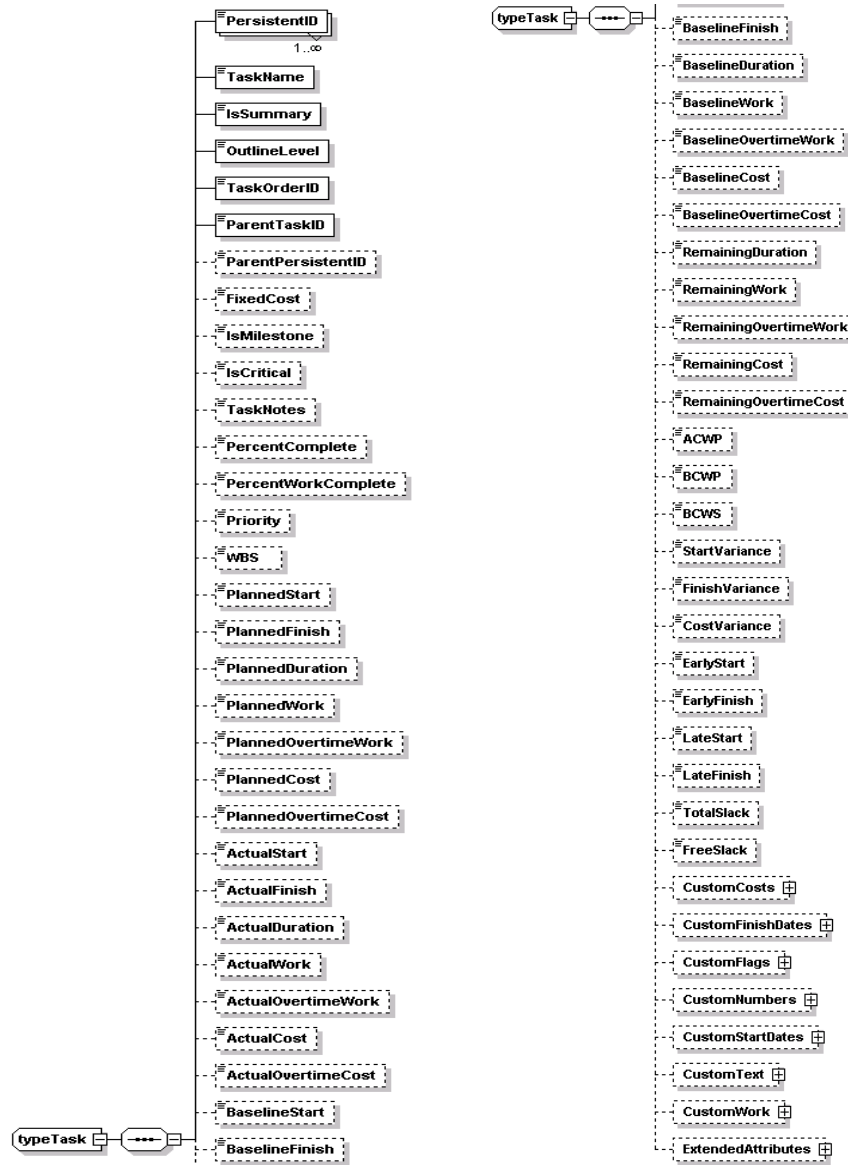 PersistentID
1..∞
TaskName
IsSummary
OutlineLevel
TaskOrderID
ParentTaskID
ParentPersistentID
FixedCost
IsMilestone
IsCritical
TaskNotes
PercentComplete
PercentWorkComplete
Priority
WBS
PlannedStart
PlannedFinish
PlannedDuration
PlannedWork
PlannedOvertimeWork
PlannedCost
PlannedOvertimeCost
ActualStart
ActualFinish
ActualDuration
ActualWork
ActualOvertimeWork
ActualCost
ActualOvertimeCost
BaselineStart
typeTask
BaselineFinish
typeTask
BaselineFinish
BaselineDuration
BaselineWork
BaselineOvertimeWork
BaselineCost
BaselineOvertimeCost
RemainingDuration
RemainingWork
RemainingOvertimeWork
RemainingCost
RemainingOvertimeCost
ACWP
BCWP
BCWS
StartVariance
FinishVariance
CostVariance
EarlyStart
EarlyFinish
LateStart
LateFinish
TotalSlack
FreeSlack
CustomCosts
CustomFinishDates
CustomFlags
CustomNumbers
CustomStartDates
CustomText
CustomWork
ExtendedAttributes